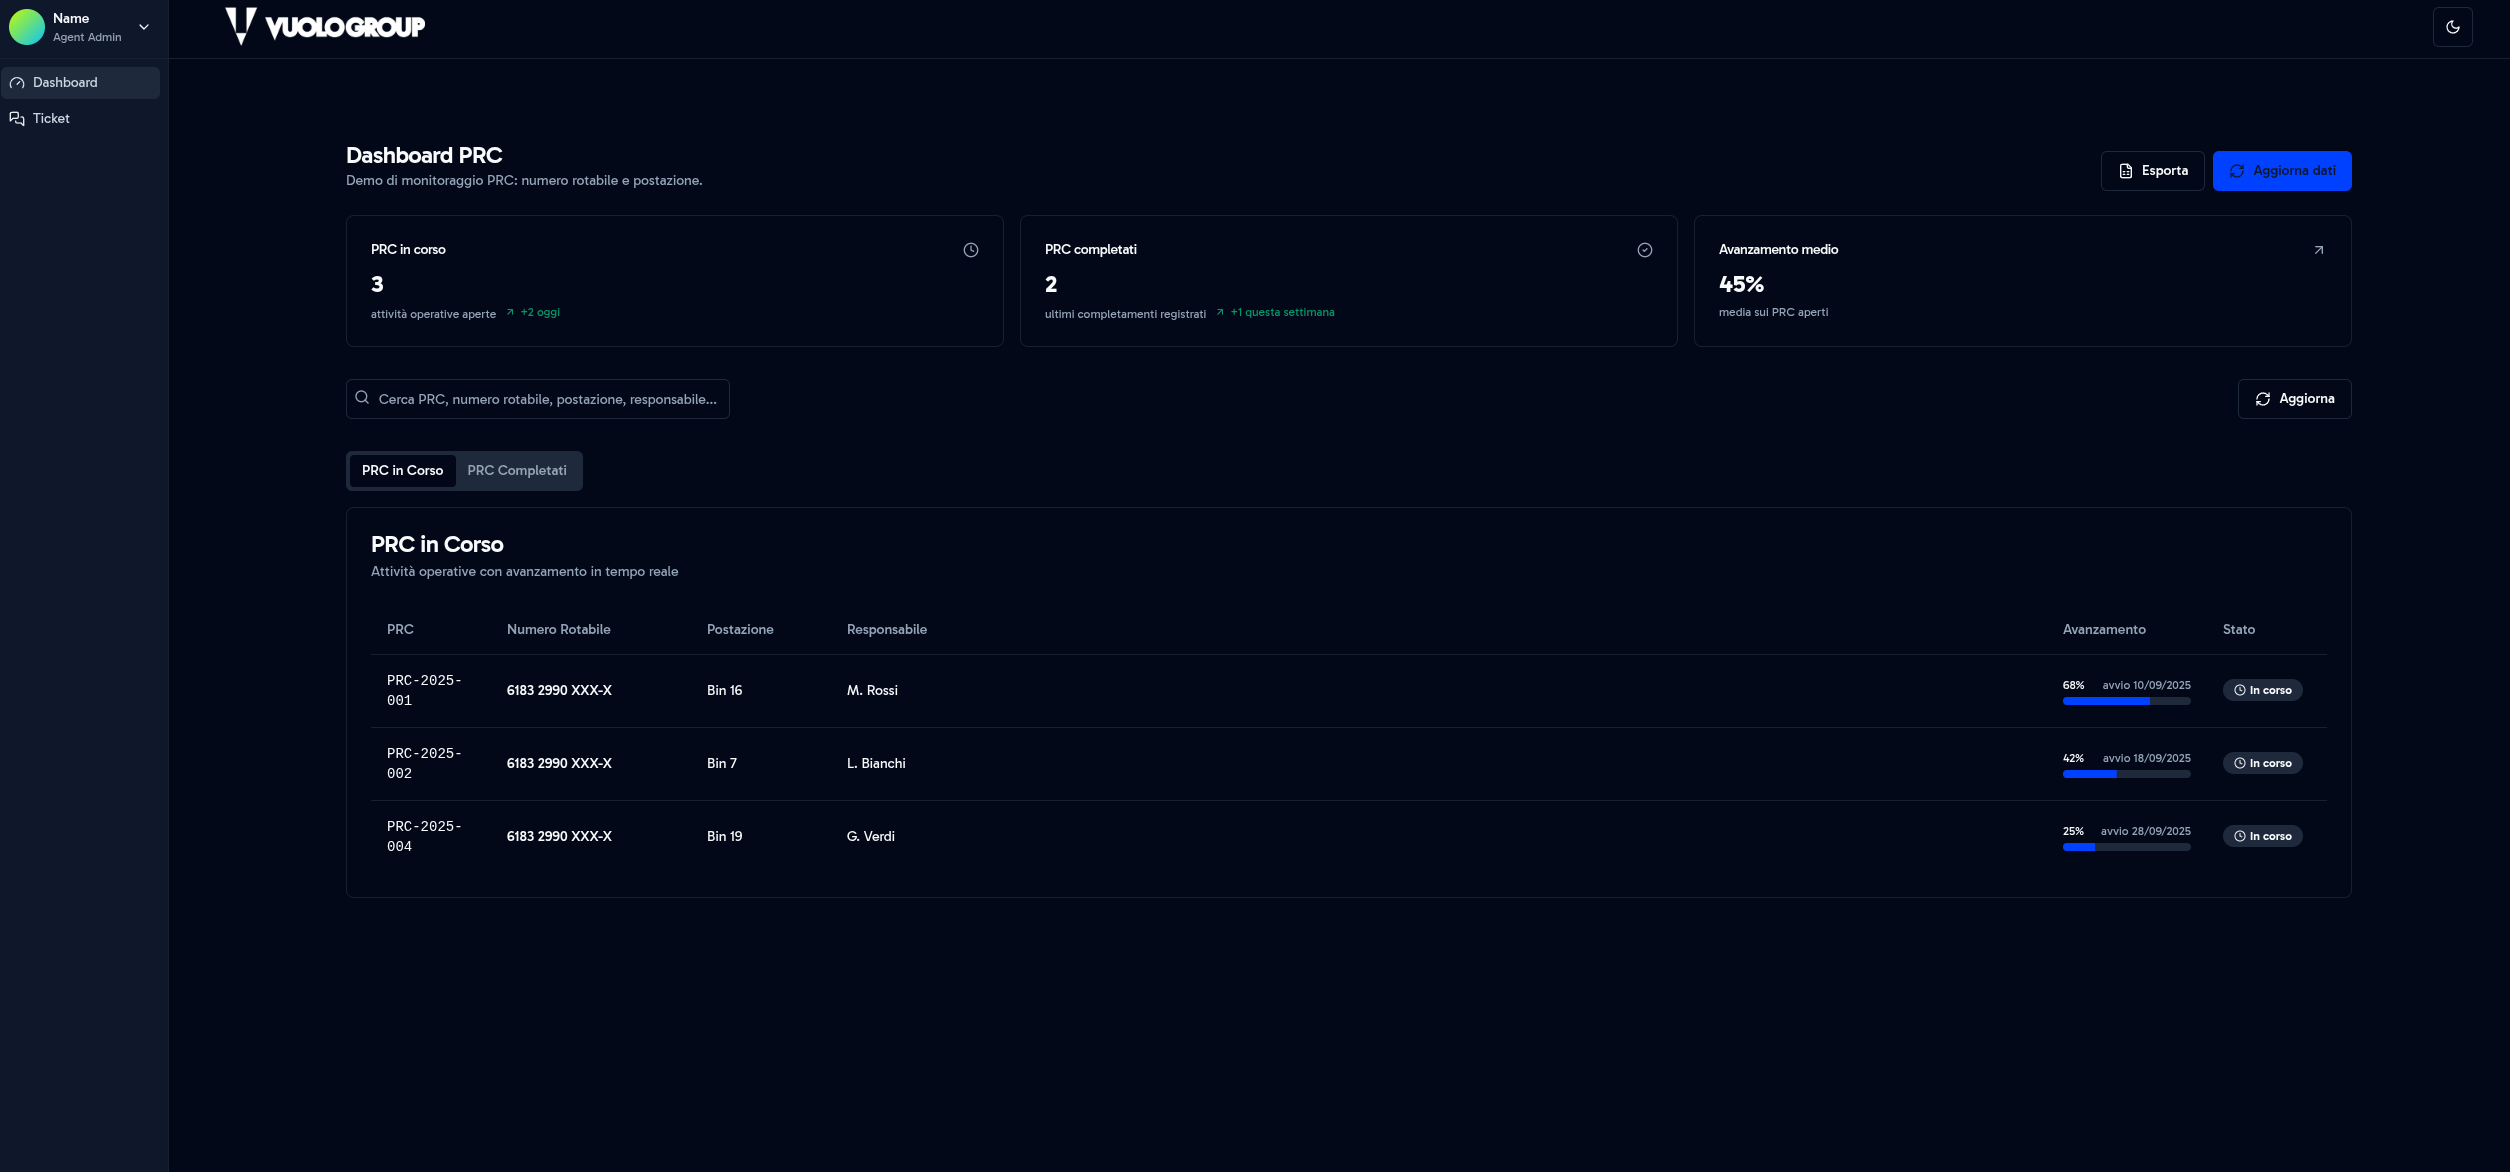 Name
Agent Admin
VUOLOGROUP
Dashboard
Ticket
Dashboard PRC
Demo di monitoraggio PRC: numero rotabile e postazione.
Esporta
Aggiorna dati
PRC in corso
3
attività operative aperte +2 oggi
PRC completati
2
ultimi completamenti registrati +1 questa settimana
Avanzamento medio
45%
media sui PRC aperti
Cerca PRC, numero rotabile, postazione, responsabile...
Aggiorna
PRC in Corso PRC Completati
PRC in Corso
Attività operative con avanzamento in tempo reale
PRC Numero Rotabile Postazione Responsabile Avanzamento Stato
PRC-2025-
001
6183 2990 XXX-X Bin 16 M. Rossi 68% avvio 10/09/2025 In corso
PRC-2025-
002
6183 2990 XXX-X Bin 7 L. Bianchi 42% avvio 18/09/2025 In corso
PRC-2025-
004
6183 2990 XXX-X Bin 19 G. Verdi 25% avvio 28/09/2025 In corso